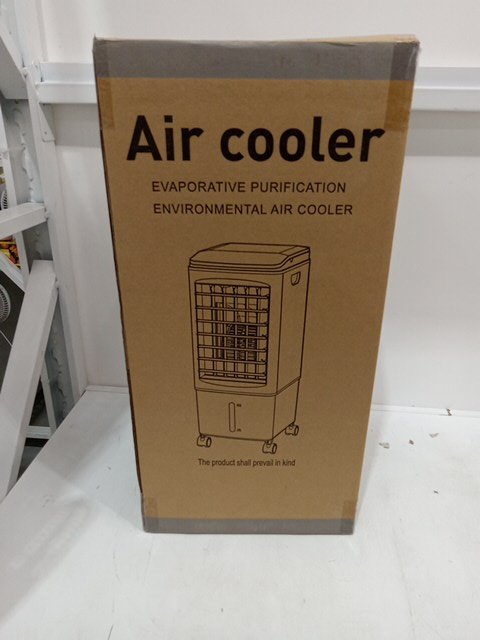 Air cooler
EVAPORATIVE PURIFICATION
ENVIRONMENTAL AIR COOLER
The product shall prevail in kind